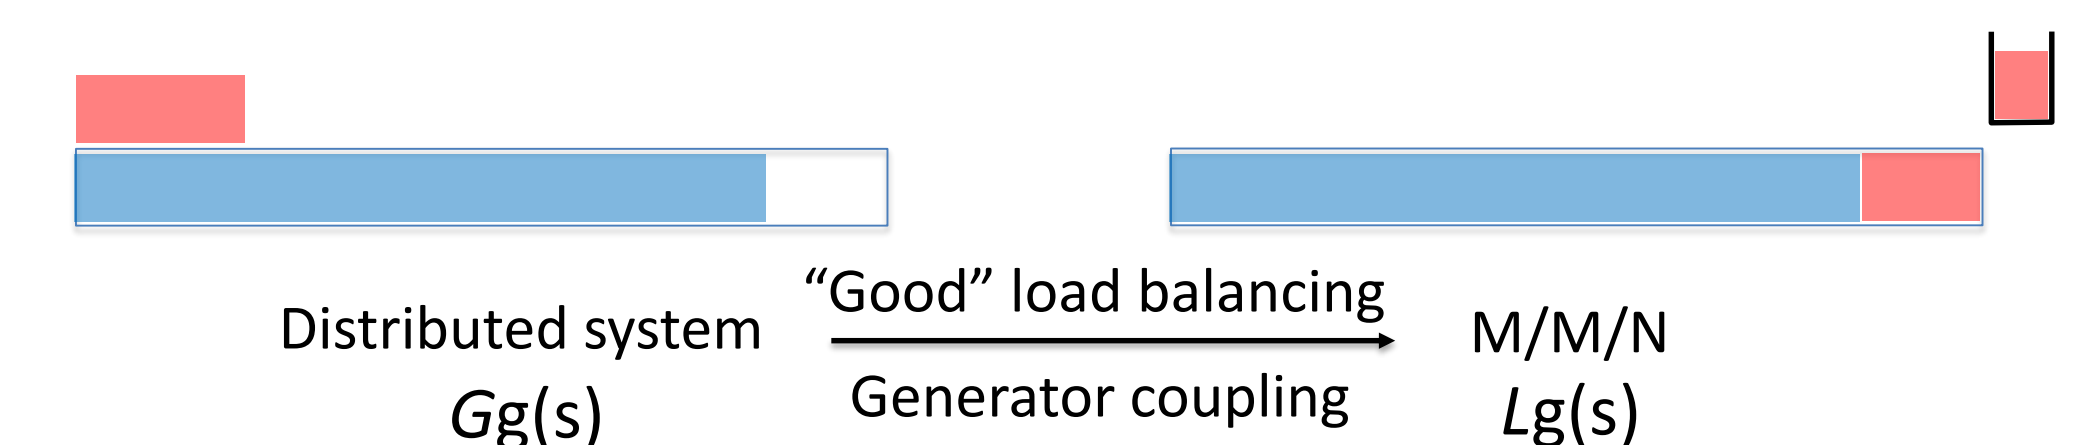 “Good” load balancing
Distributed system
M/M/N
Generator coupling
Gg(s)
Lg(s)